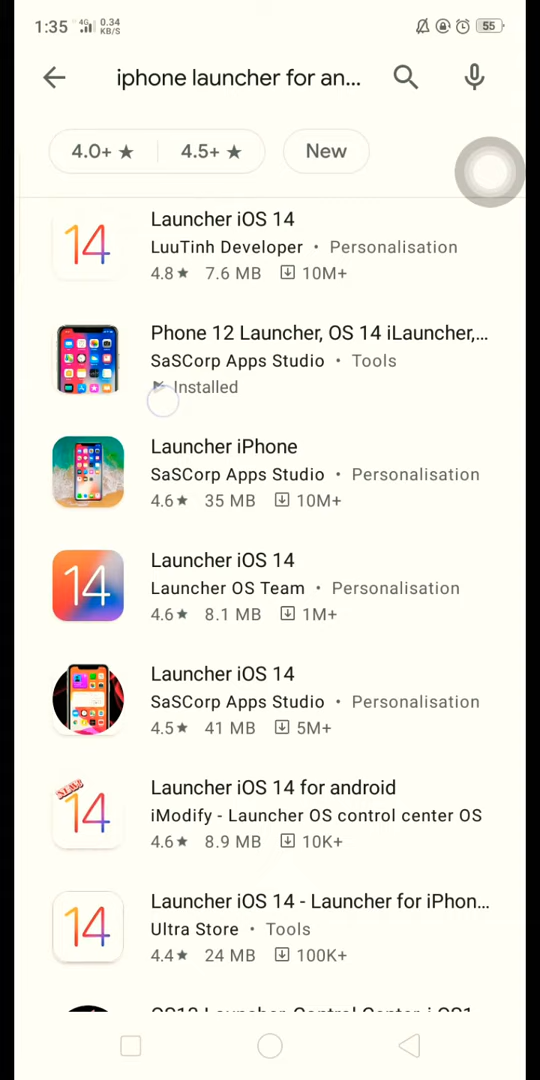 1:35 4G 0.34 KB/S 55
iphone launcher for an...
4.0+ ★ 4.5+ ★ New
Launcher iOS 14
14 LuuTinh Developer • Personalisation
4.8★ 7.6 MB 10M+
Phone 12 Launcher, OS 14 iLauncher,...
SaSCorp Apps Studio • Tools
Installed
Launcher iPhone
SaSCorp Apps Studio • Personalisation
4.6★ 35 MB 10M+
Launcher iOS 14
14 Launcher OS Team • Personalisation
4.6★ 8.1 MB 1M+
Launcher iOS 14
SaSCorp Apps Studio • Personalisation
4.5★ 41 MB 5M+
NEW! Launcher iOS 14 for android
14 iModify - Launcher OS control center OS
4.6★ 8.9 MB 10K+
Launcher iOS 14 - Launcher for iPhon...
14 Ultra Store • Tools
4.4★ 24 MB 100K+